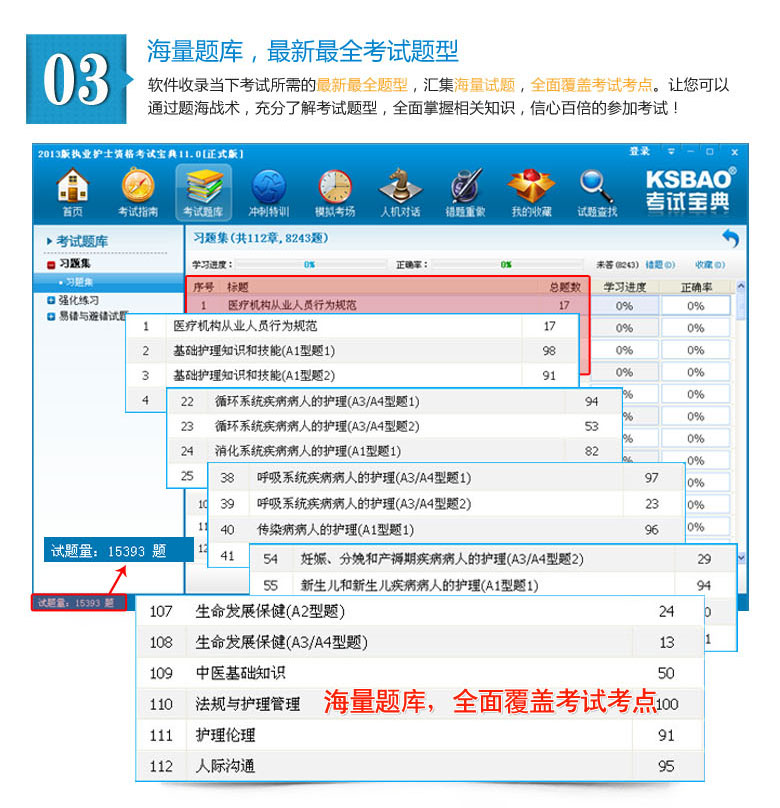 03
海量题库，最新最全考试题型
软件收录当下考试所需的最新最全题型，汇集海量试题，全面覆盖考试考点。让您可以
通过题海战术，充分了解考试题型，全面掌握相关知识，信心百倍的参加考试！
2013版执业护士资格考试宝典11.0[正式版] 登录
首页 考试指南 考试题库 冲刺特训 模拟考场 人机对话 错题重做 我的收藏 试题查找
KSBAO®
考试宝典
考试题库
习题集
习题集
强化练习
易错与难错试题
习题集(共112章，8243题)
学习进度： 0% 正确率： 0% 未答(8243) 错题(0) 收藏(0)
序号 标题 总题数 学习进度 正确率
1 医疗机构从业人员行为规范 17 0% 0%
1 医疗机构从业人员行为规范 17 0% 0%
2 基础护理知识和技能(A1型题1) 98 0% 0%
3 基础护理知识和技能(A1型题2) 91 0% 0%
4
22 循环系统疾病病人的护理(A3/A4型题1) 94 % 0%
23 循环系统疾病病人的护理(A3/A4型题2) 53 % 0%
24 消化系统疾病病人的护理(A1型题1) 82 % 0%
25
38 呼吸系统疾病病人的护理(A3/A4型题1) 97 0%
10 39 呼吸系统疾病病人的护理(A3/A4型题2) 23 0%
11 40 传染病病人的护理(A1型题1) 96 0%
12 41
试题量：15393 题
54 妊娠、分娩和产褥期疾病病人的护理(A3/A4型题2) 29
55 新生儿和新生儿疾病病人的护理(A1型题1) 94
试题量：15393 题
107 生命发展保健(A2型题) 24 0
108 生命发展保健(A3/A4型题) 13 1
109 中医基础知识 50
110 法规与护理管理 100
海量题库，全面覆盖考试考点
111 护理伦理 91
112 人际沟通 95